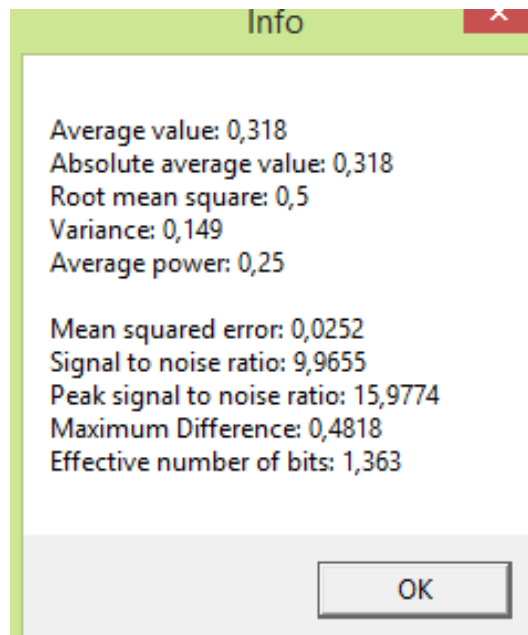 Info
Average value: 0,318
Absolute average value: 0,318
Root mean square: 0,5
Variance: 0,149
Average power: 0,25
Mean squared error: 0,0252
Signal to noise ratio: 9,9655
Peak signal to noise ratio: 15,9774
Maximum Difference: 0,4818
Effective number of bits: 1,363
OK